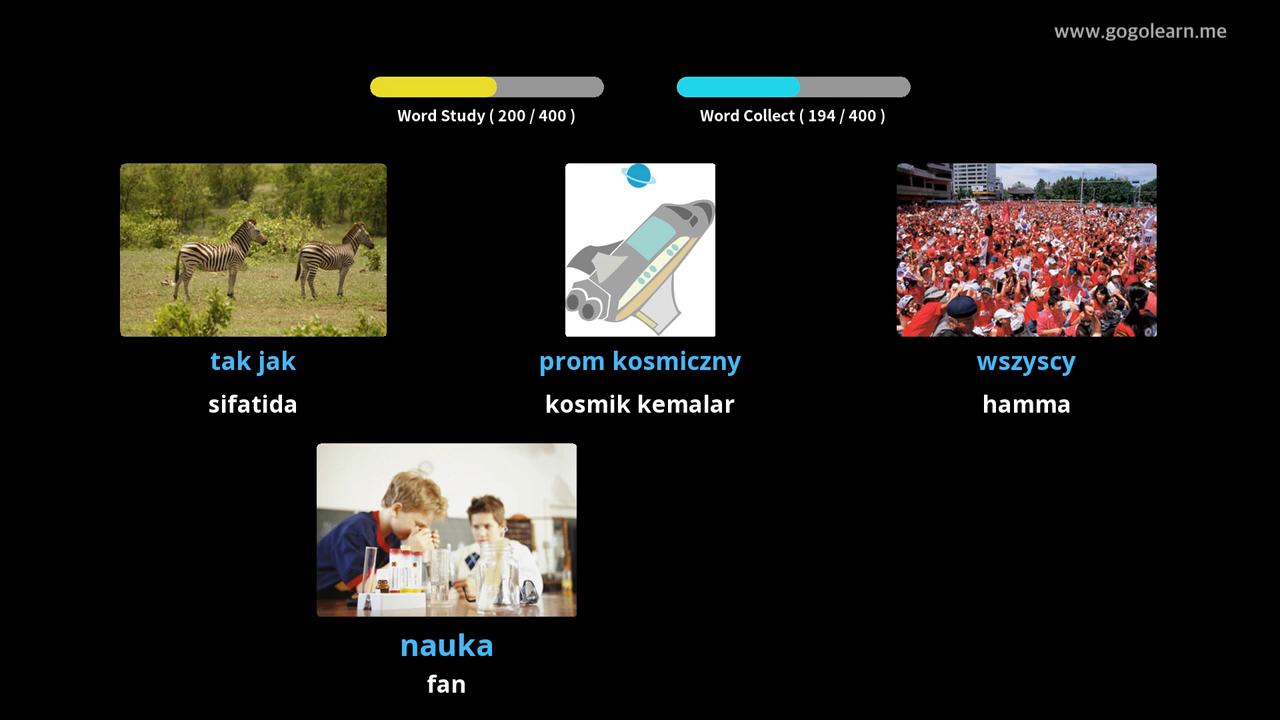 www.gogolearn.me
Word Study ( 200 / 400 )
Word Collect ( 194 / 400 )
tak jak
sifatida
prom kosmiczny
kosmik kemalar
wszyscy
hamma
nauka
fan